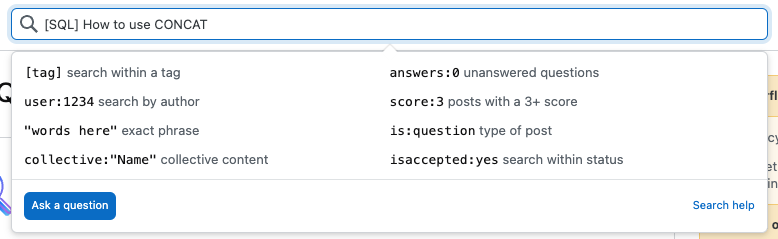 [SQL] How to use CONCAT
[tag] search within a tag
answers:0 unanswered questions
user:1234 search by author
score:3 posts with a 3+ score
"words here" exact phrase
is:question type of post
collective:"Name" collective content
isaccepted:yes search within status
Ask a question
Search help